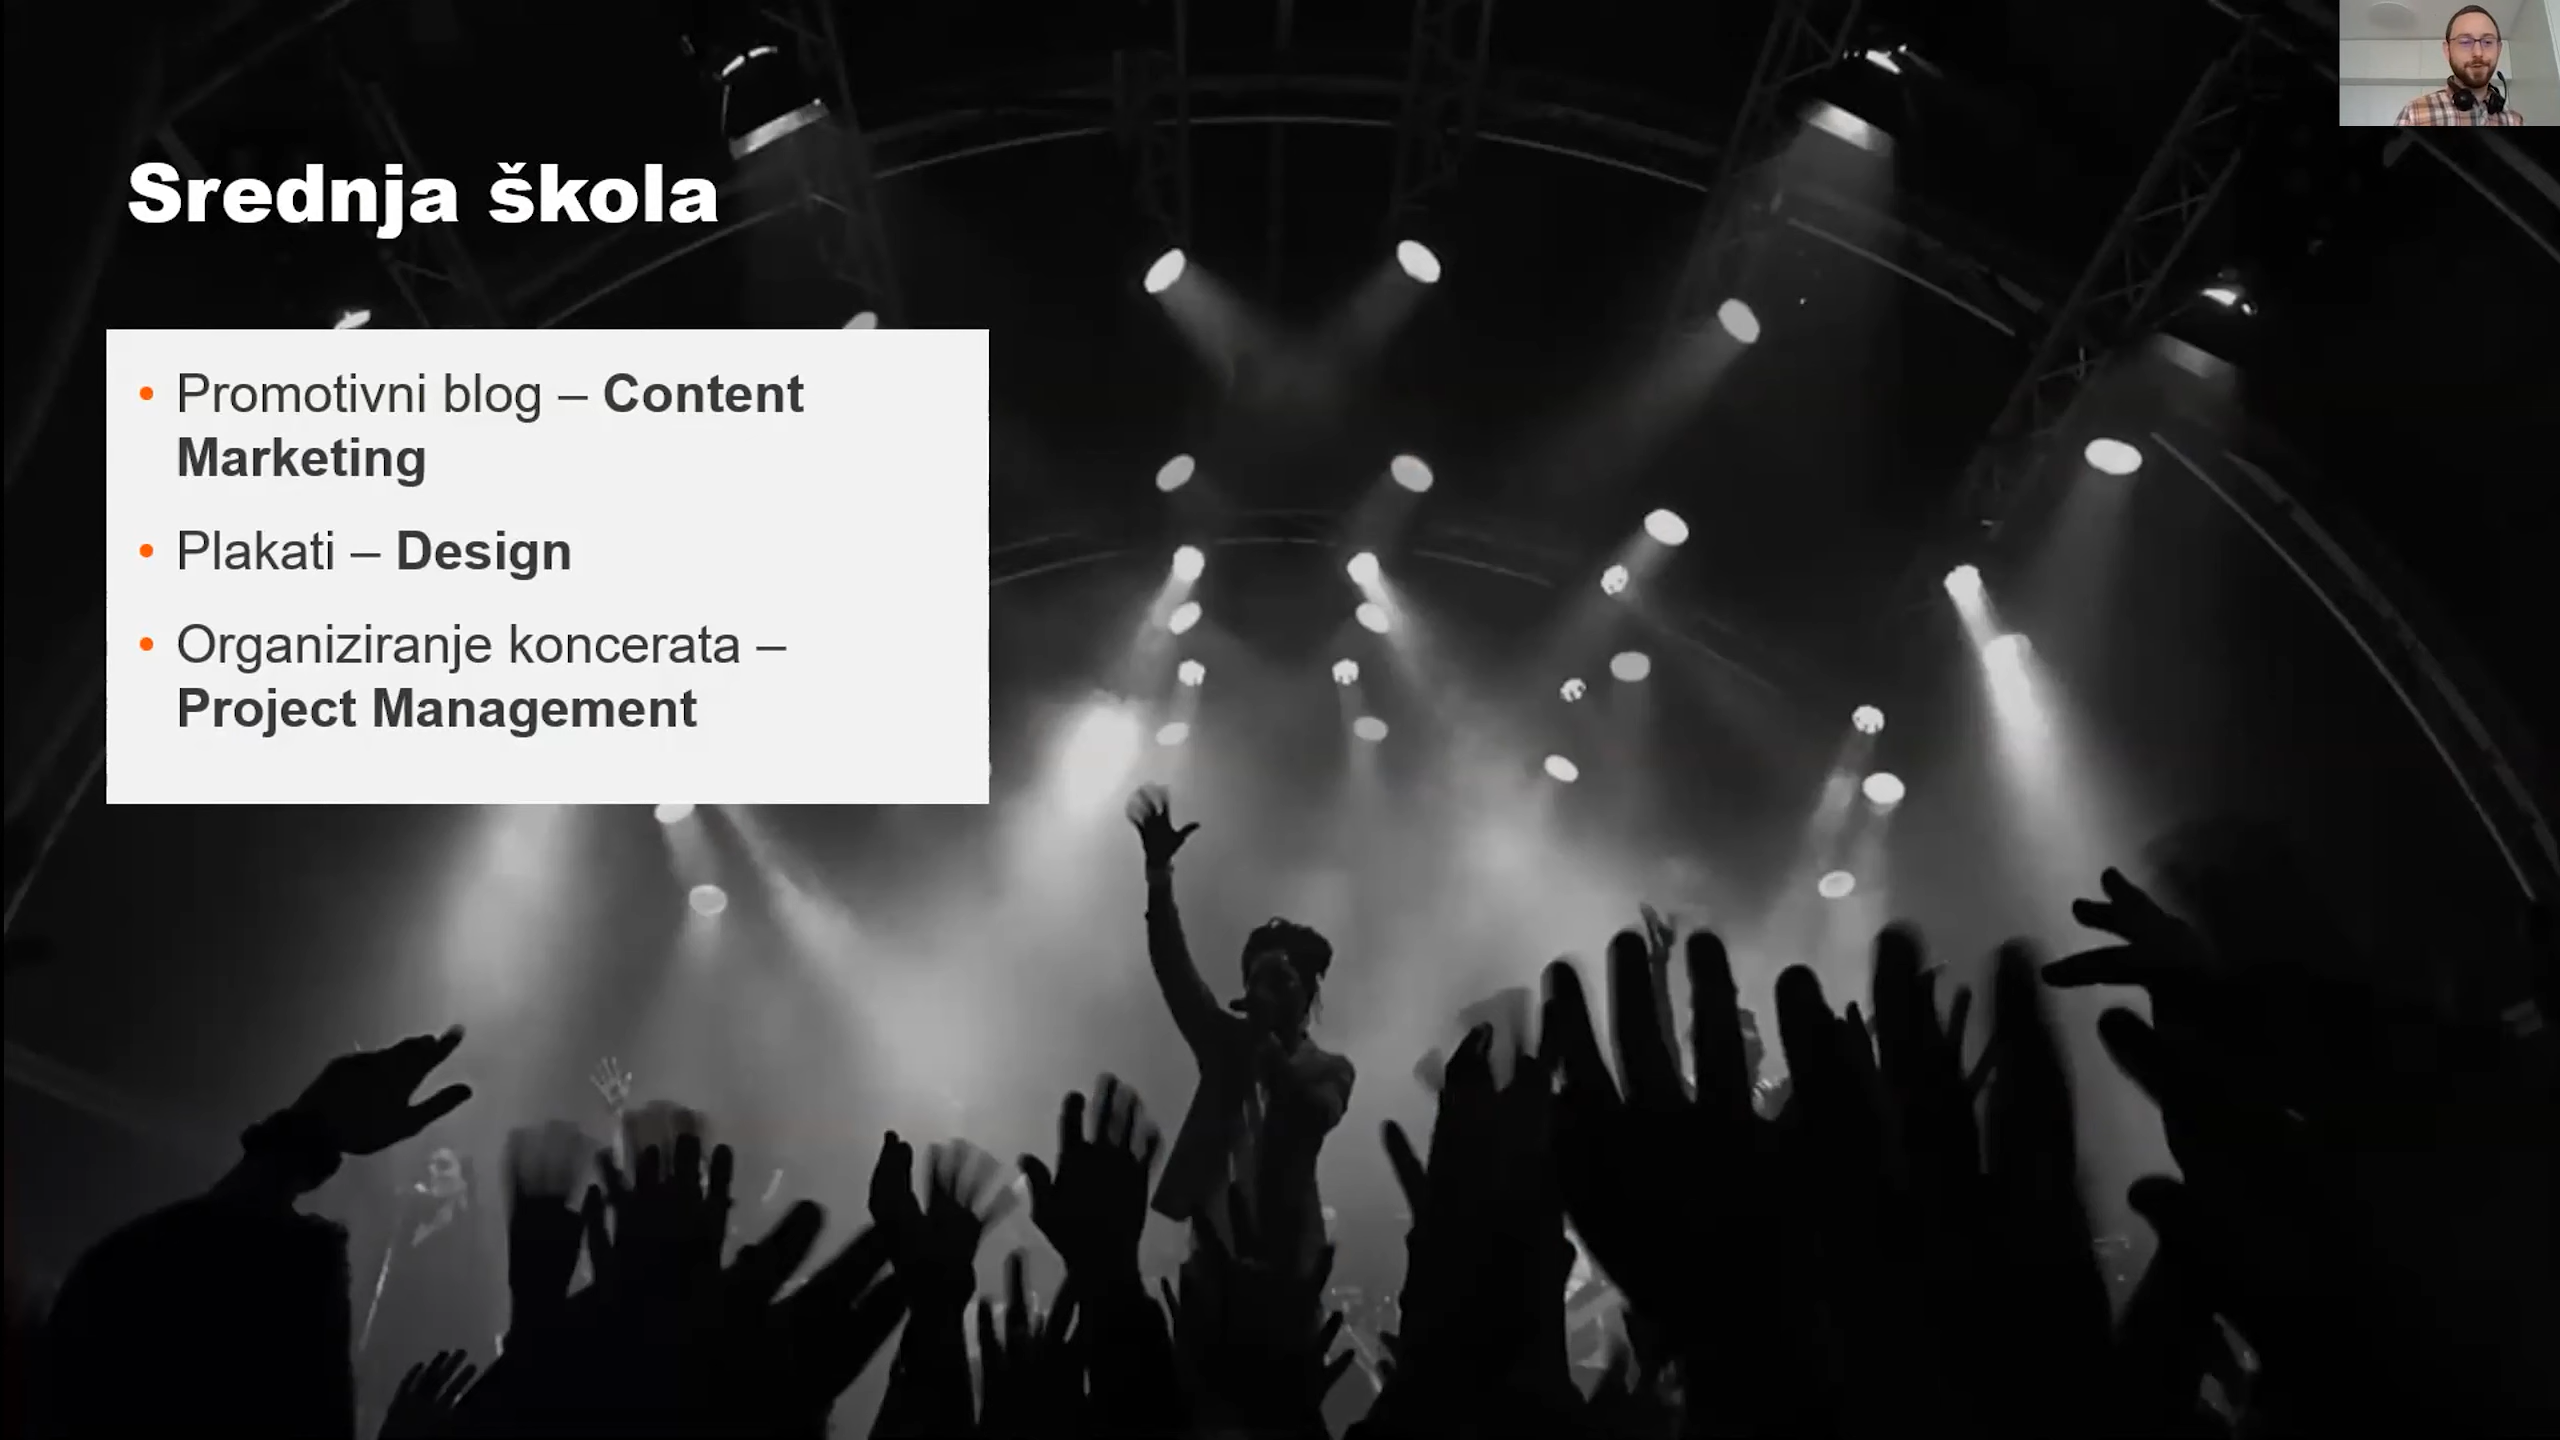 Srednja škola
• Promotivni blog – Content
Marketing
• Plakati – Design
• Organiziranje koncerata –
Project Management